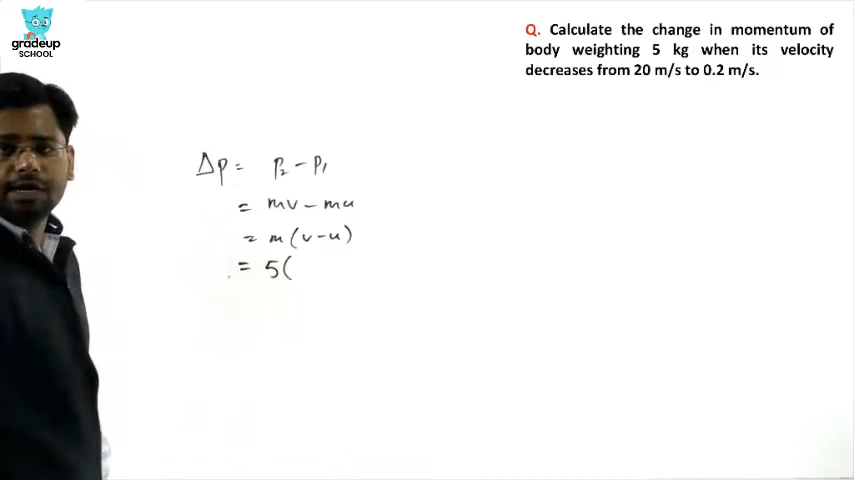 gradeup
SCHOOL
Q. Calculate the change in momentum of
body weighting 5 kg when its velocity
decreases from 20 m/s to 0.2 m/s.
Δp = p₂ - p₁
= mv - mu
= m(v-u)
= 5(